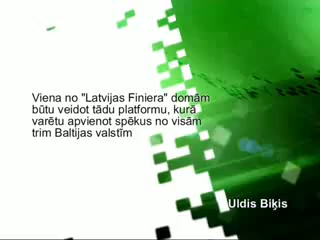 Viena no "Latvijas Finiera" domām
būtu veidot tādu platformu, kurā
varētu apvienot spēkus no visām
trim Baltijas valstīm
Uldis Biķis